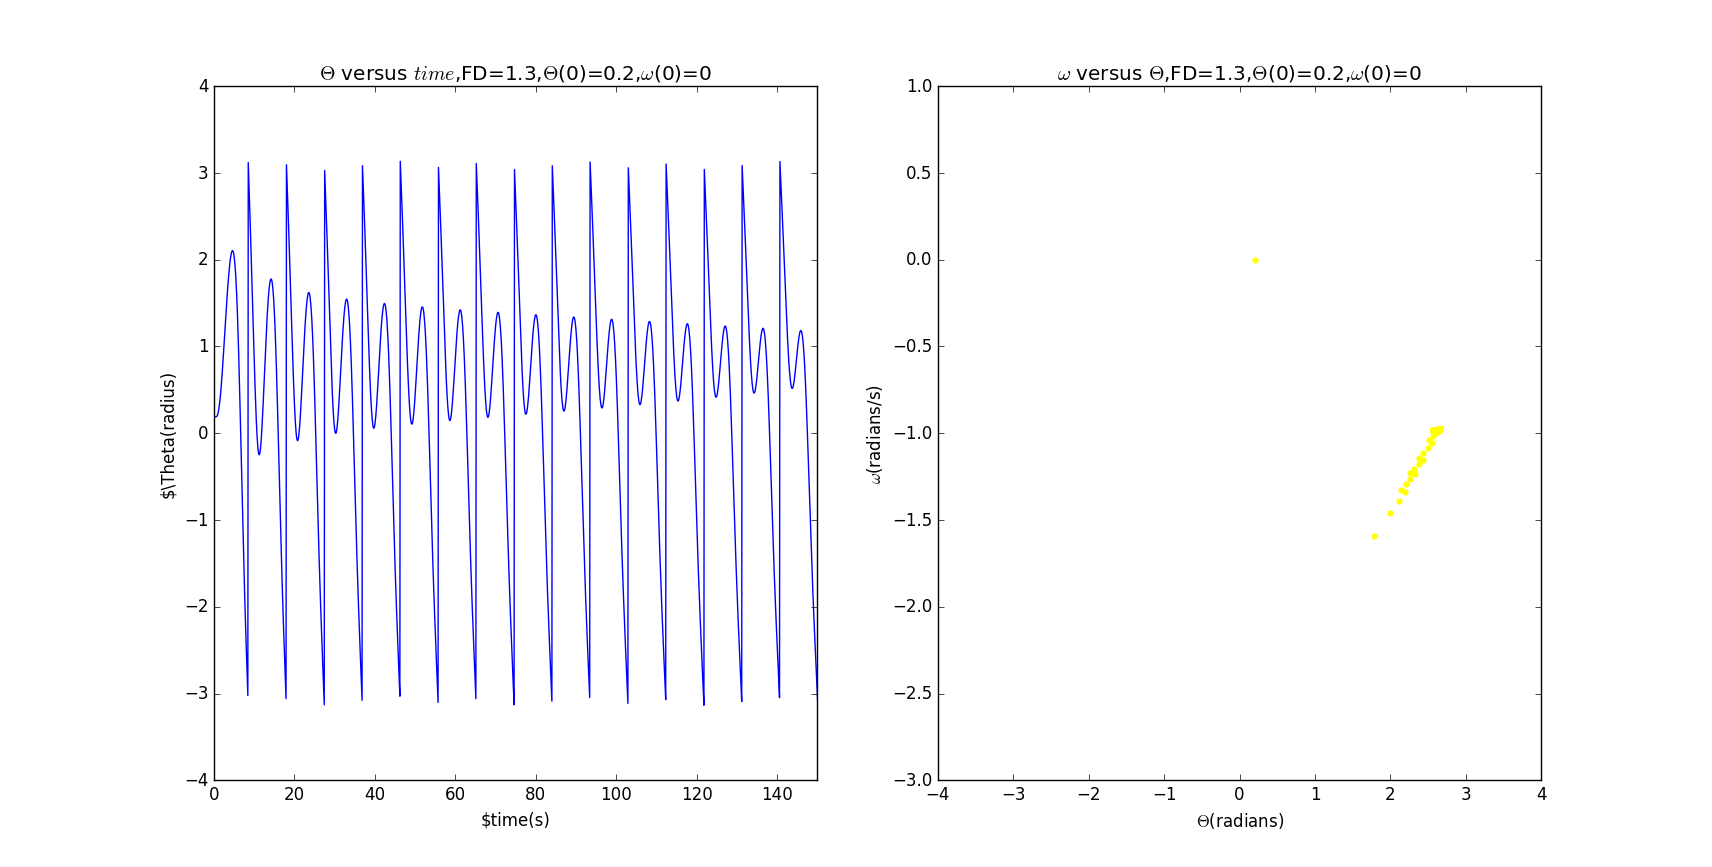 Θ versus time,FD=1.3,Θ(0)=0.2,ω(0)=0
4
3
2
1
0
−1
−2
−3
−4
$\Theta(radius)
0 20 40 60 80 100 120 140
$time(s)
ω versus Θ,FD=1.3,Θ(0)=0.2,ω(0)=0
1.0
0.5
0.0
−0.5
−1.0
−1.5
−2.0
−2.5
−3.0
ω(radians/s)
−4 −3 −2 −1 0 1 2 3 4
Θ(radians)